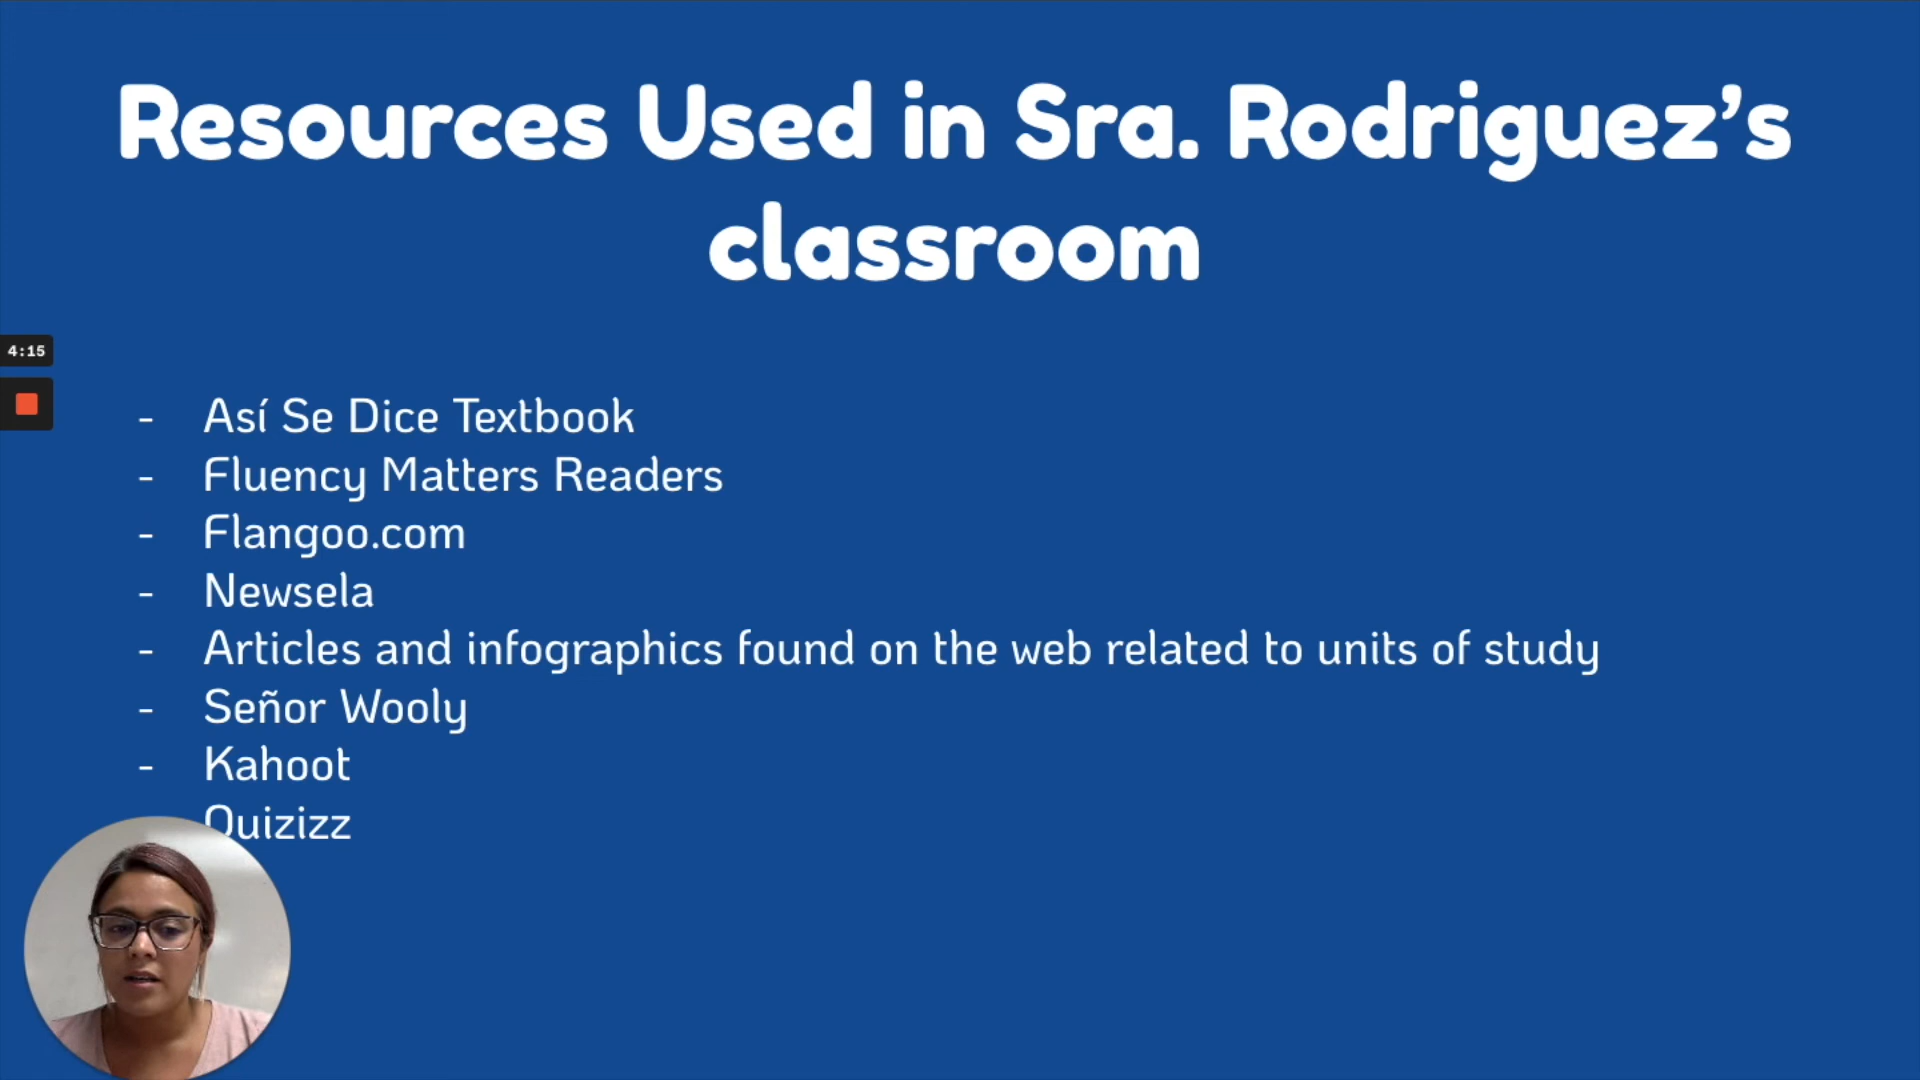 Resources Used in Sra. Rodriguez’s
classroom
4:15
- Así Se Dice Textbook
- Fluency Matters Readers
- Flangoo.com
- Newsela
- Articles and infographics found on the web related to units of study
- Señor Wooly
- Kahoot
Quizizz